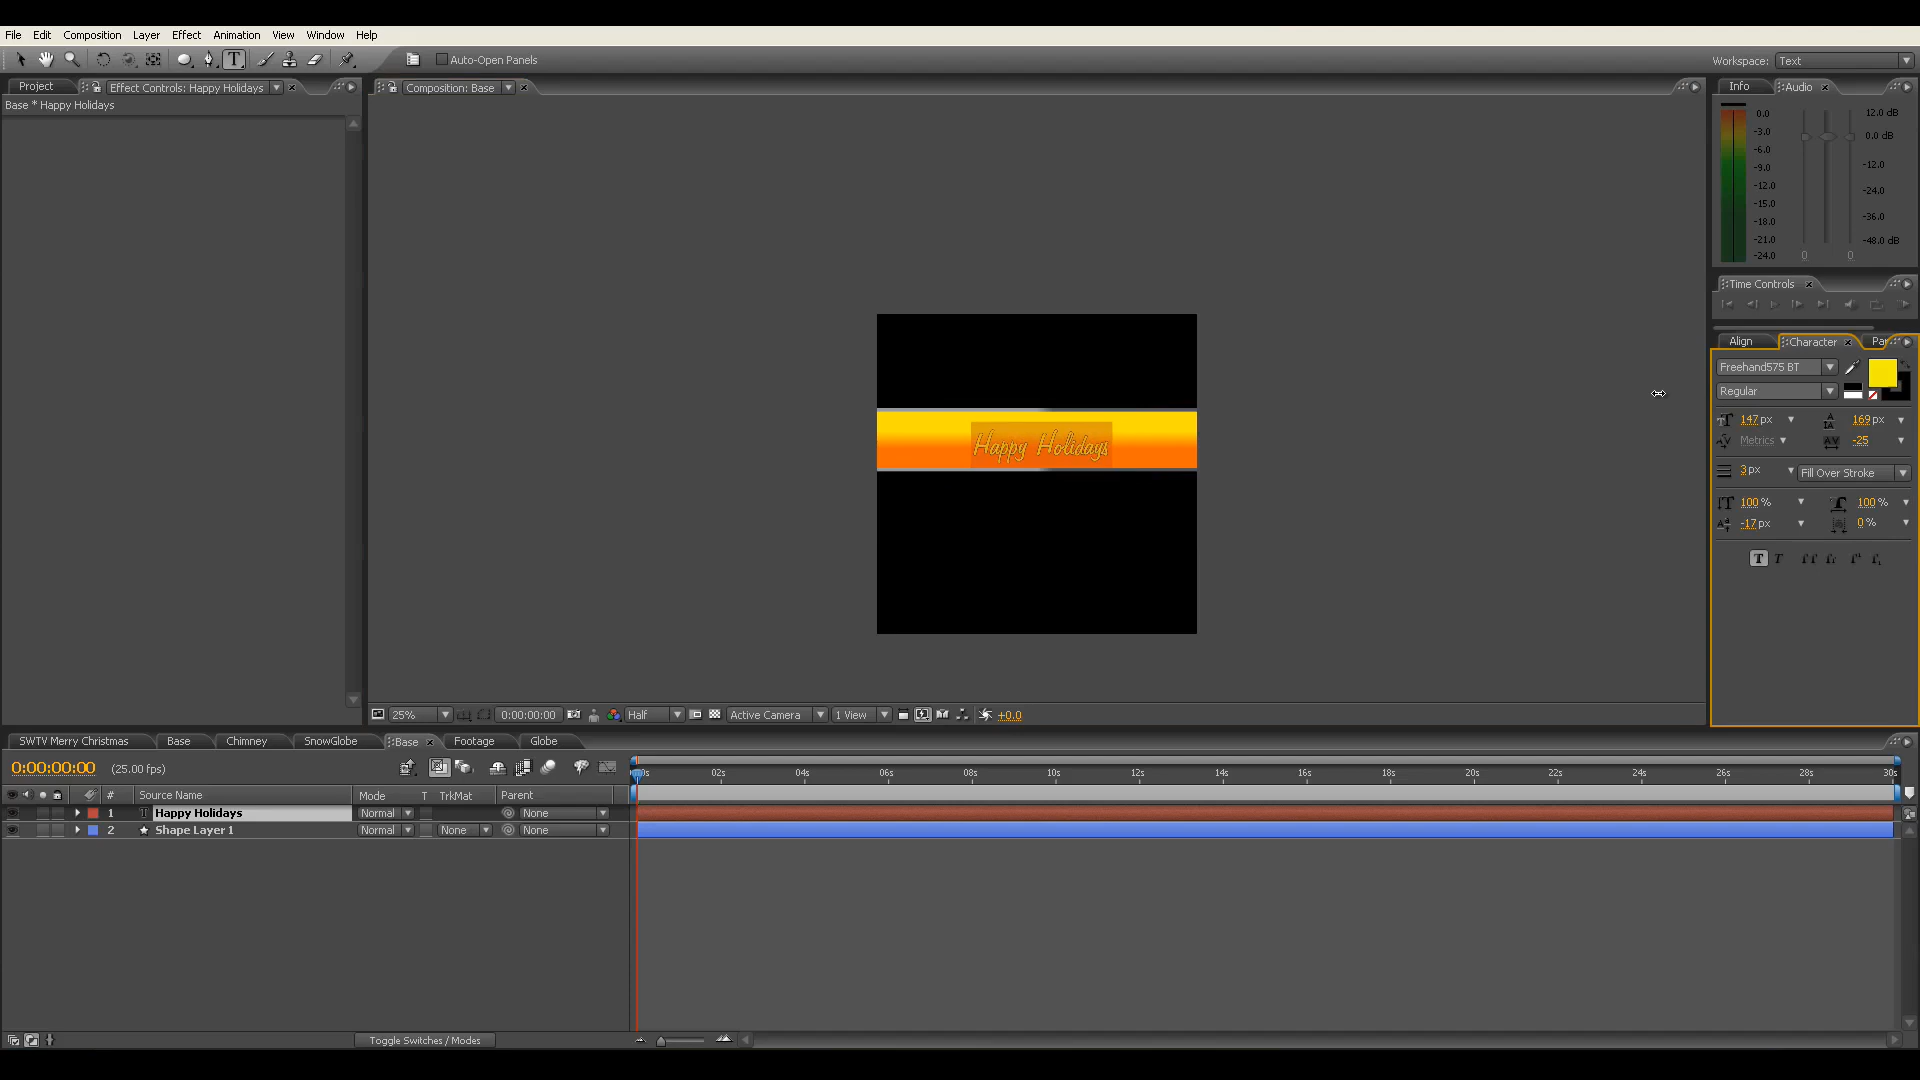 File Edit Composition Layer Effect Animation View Window Help
Auto-Open Panels
Workspace: Text
Project
Effect Controls: Happy Holidays
Composition: Base
Info
Audio
Base * Happy Holidays
0.0
-3.0
-6.0
-9.0
-12.0
-15.0
-18.0
-21.0
-24.0
12.0 dB
0.0 dB
-12.0
-24.0
-36.0
-48.0 dB
0 0
Time Controls
Align Character
Freehand575 BT
Regular
147 px 169 px
Metrics -25
3 px Fill Over Stroke
100 % 100 %
-17 px 0 %
Happy Holidays
25% 0:00:00:00 Half Active Camera 1 View +0.0
SWTV Merry Christmas Base Chimney SnowGlobe Base Footage Globe
0:00:00:00 (25.00 fps)
02s 04s 06s 08s 10s 12s 14s 16s 18s 20s 22s 24s 26s 28s 30s
# Source Name Mode T TrkMat Parent
1 T Happy Holidays Normal None
2 Shape Layer 1 Normal None None
Toggle Switches / Modes